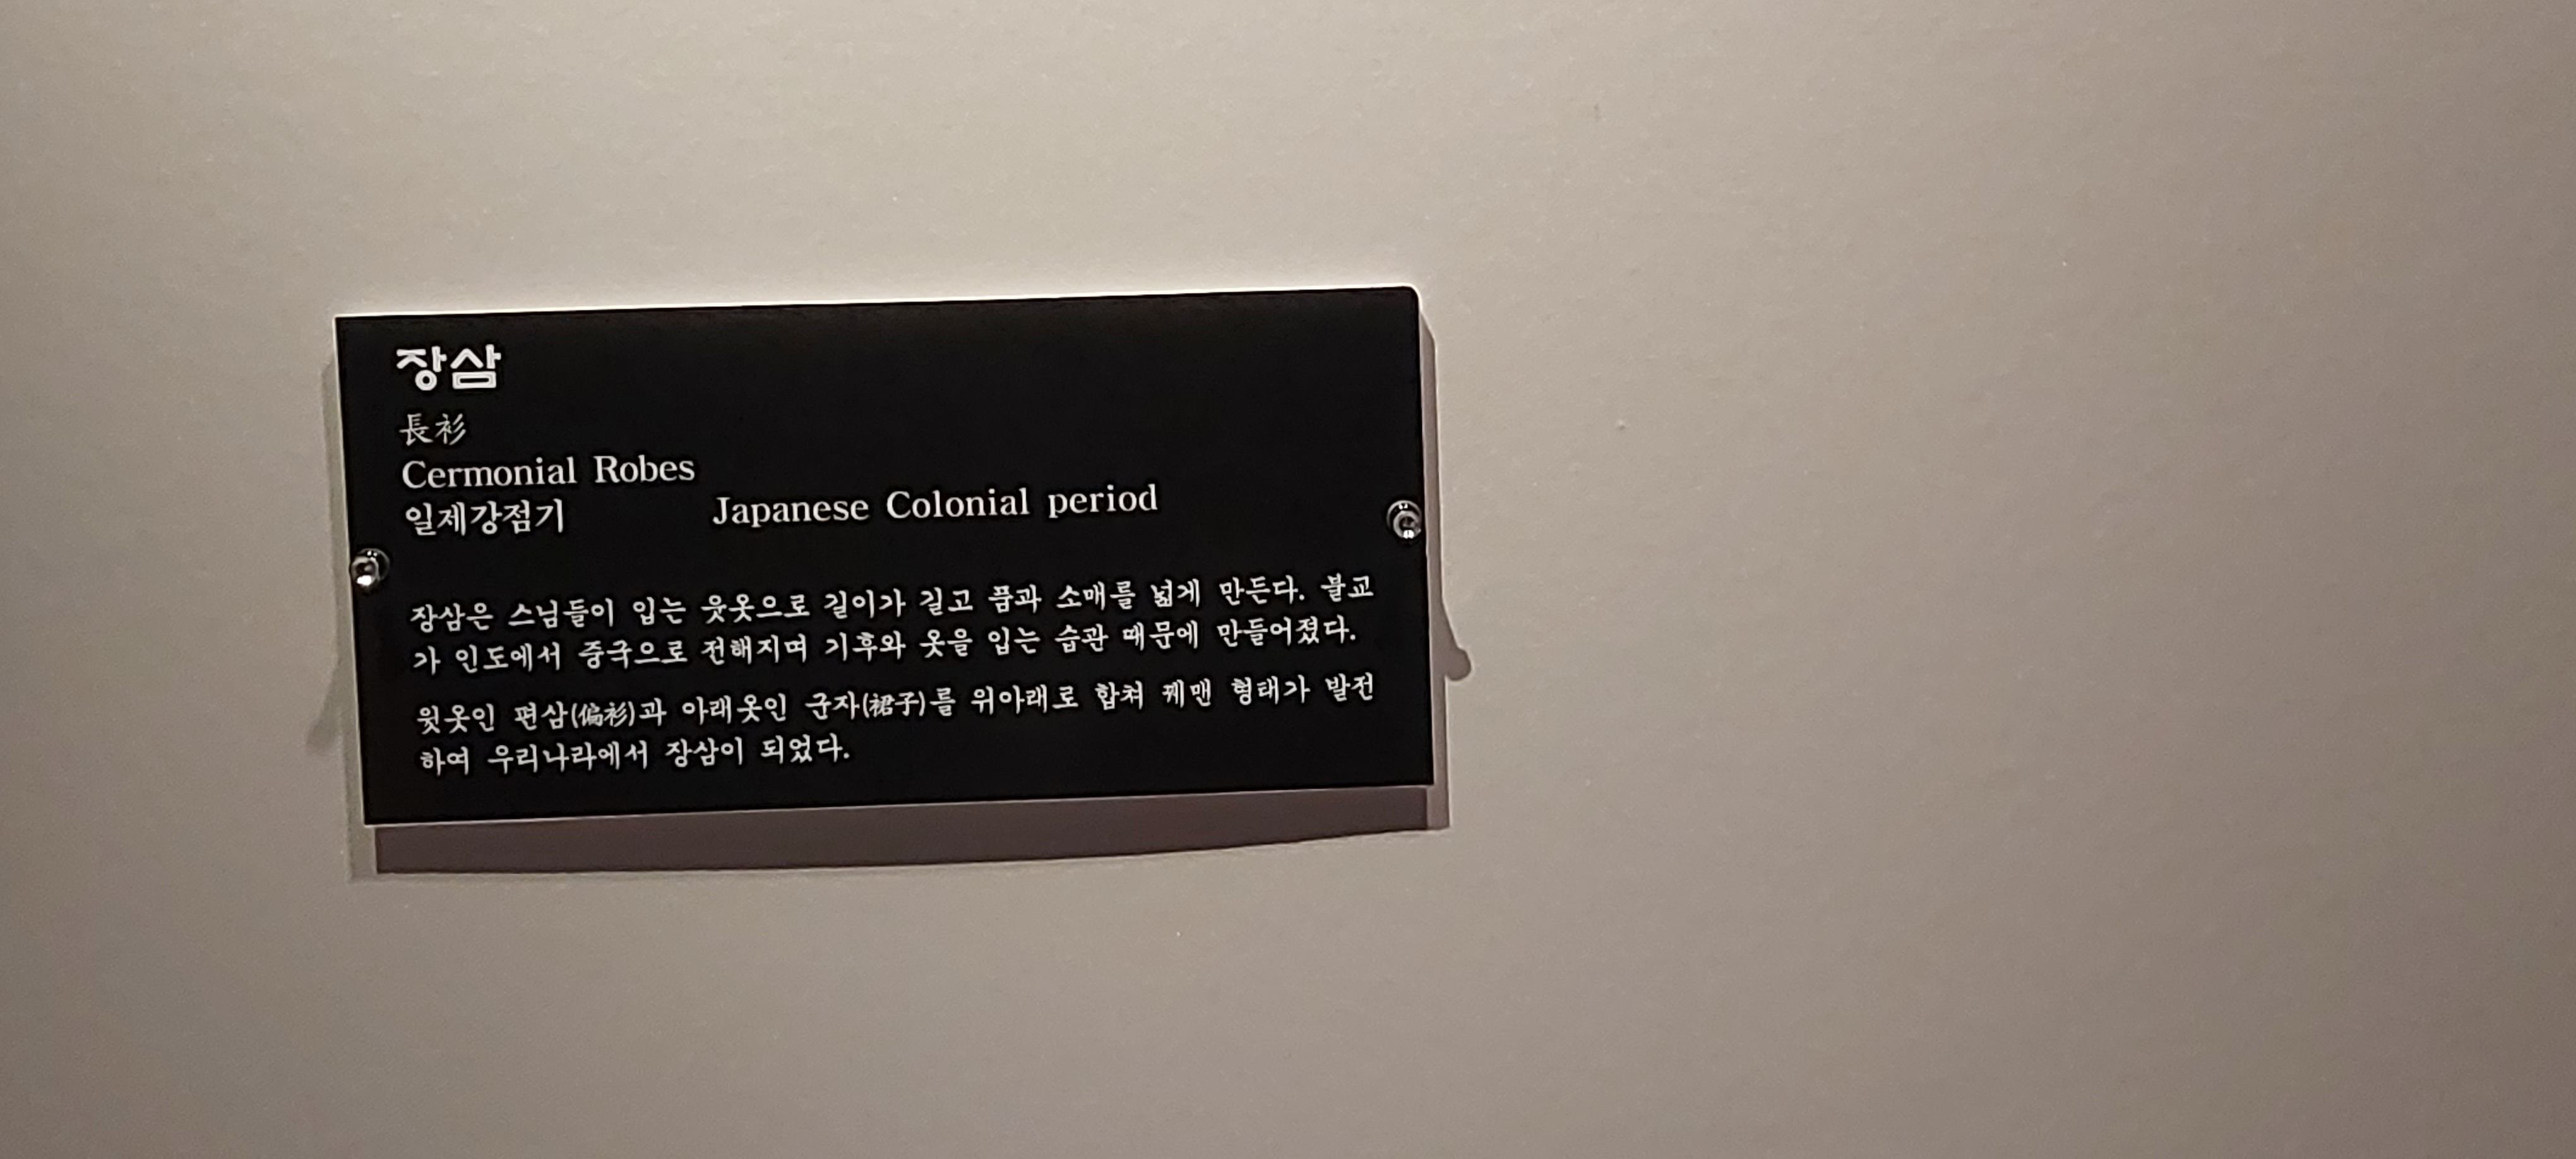 장삼
長衫
Cermonial Robes
일제강점기 Japanese Colonial period
장삼은 스님들이 입는 웃옷으로 길이가 길고 품과 소매를 넓게 만든다. 불교
가 인도에서 중국으로 전해지며 기후와 옷을 입는 습관 때문에 만들어졌다.
윗옷인 편삼(偏衫)과 아래옷인 군자(裙子)를 위아래로 합쳐 꿰맨 형태가 발전
하여 우리나라에서 장삼이 되었다.